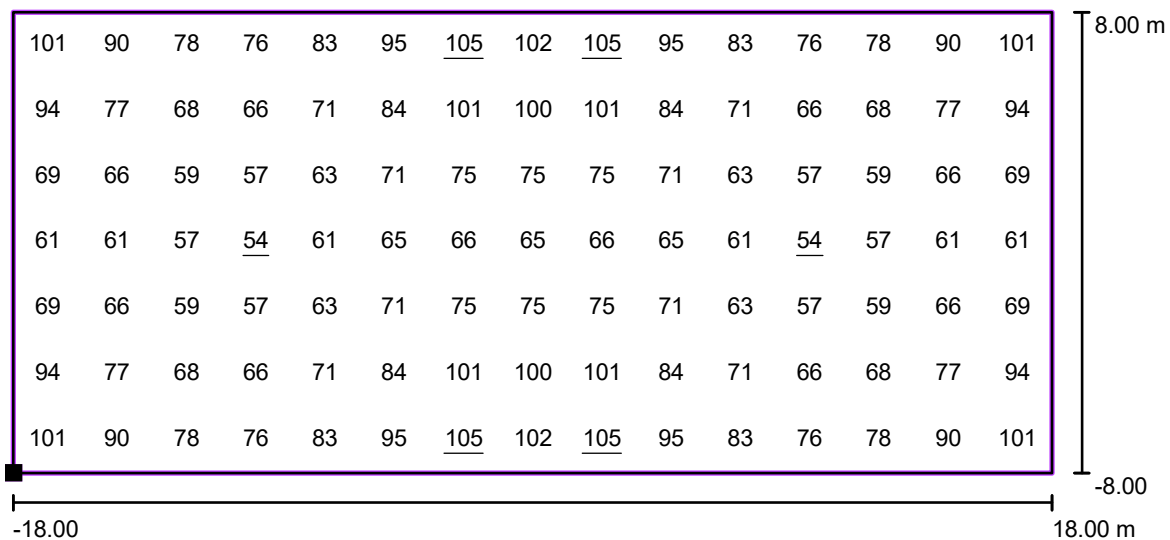 101 90 78 76 83 95 105 102 105 95 83 76 78 90 101
8.00 m
94 77 68 66 71 84 101 100 101 84 71 66 68 77 94
69 66 59 57 63 71 75 75 75 71 63 57 59 66 69
61 61 57 54 61 65 66 65 66 65 61 54 57 61 61
69 66 59 57 63 71 75 75 75 71 63 57 59 66 69
94 77 68 66 71 84 101 100 101 84 71 66 68 77 94
101 90 78 76 83 95 105 102 105 95 83 76 78 90 101
-8.00
-18.00 18.00 m